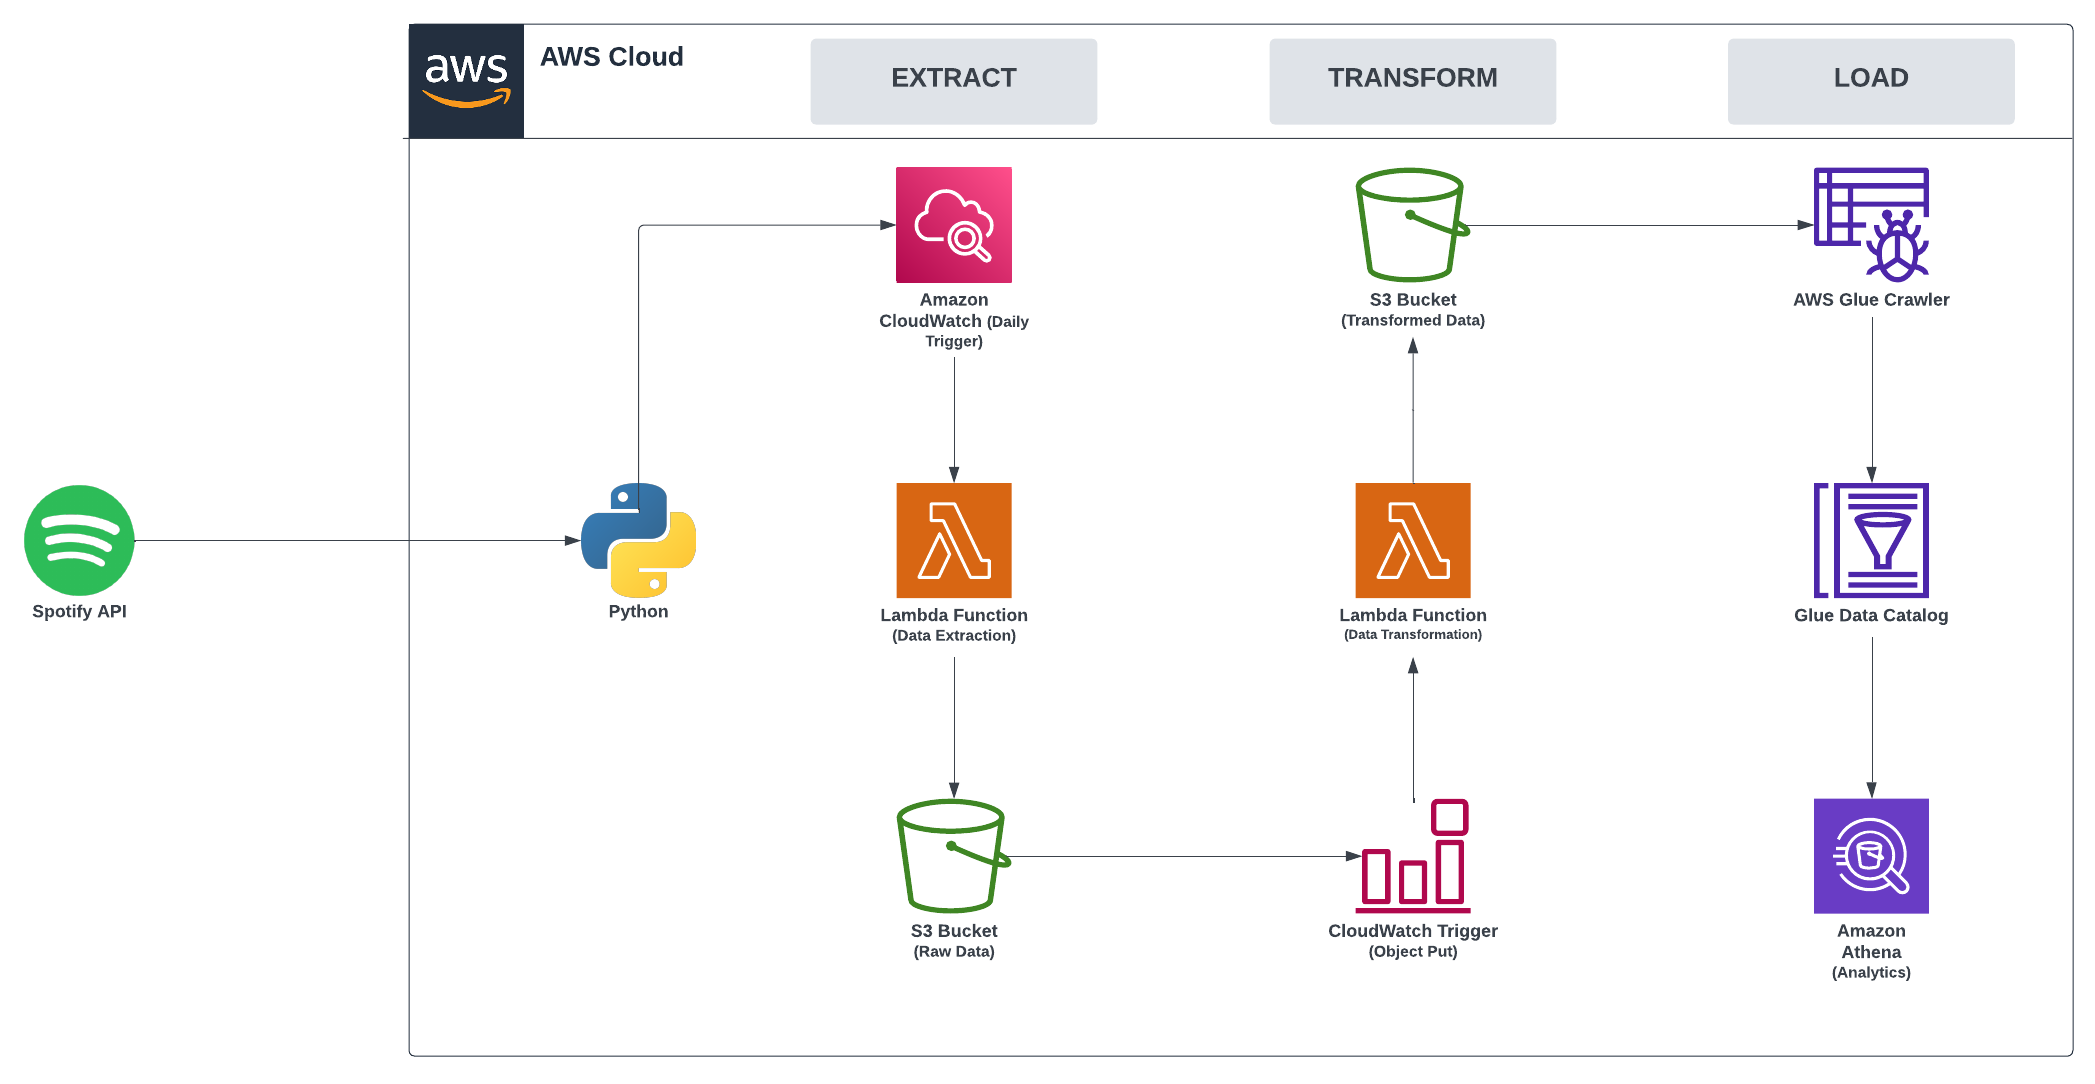 aws
AWS Cloud
EXTRACT
TRANSFORM
LOAD
Amazon
CloudWatch (Daily
Trigger)
S3 Bucket
(Transformed Data)
AWS Glue Crawler
Spotify API
Python
Lambda Function
(Data Extraction)
Lambda Function
(Data Transformation)
Glue Data Catalog
S3 Bucket
(Raw Data)
CloudWatch Trigger
(Object Put)
Amazon
Athena
(Analytics)